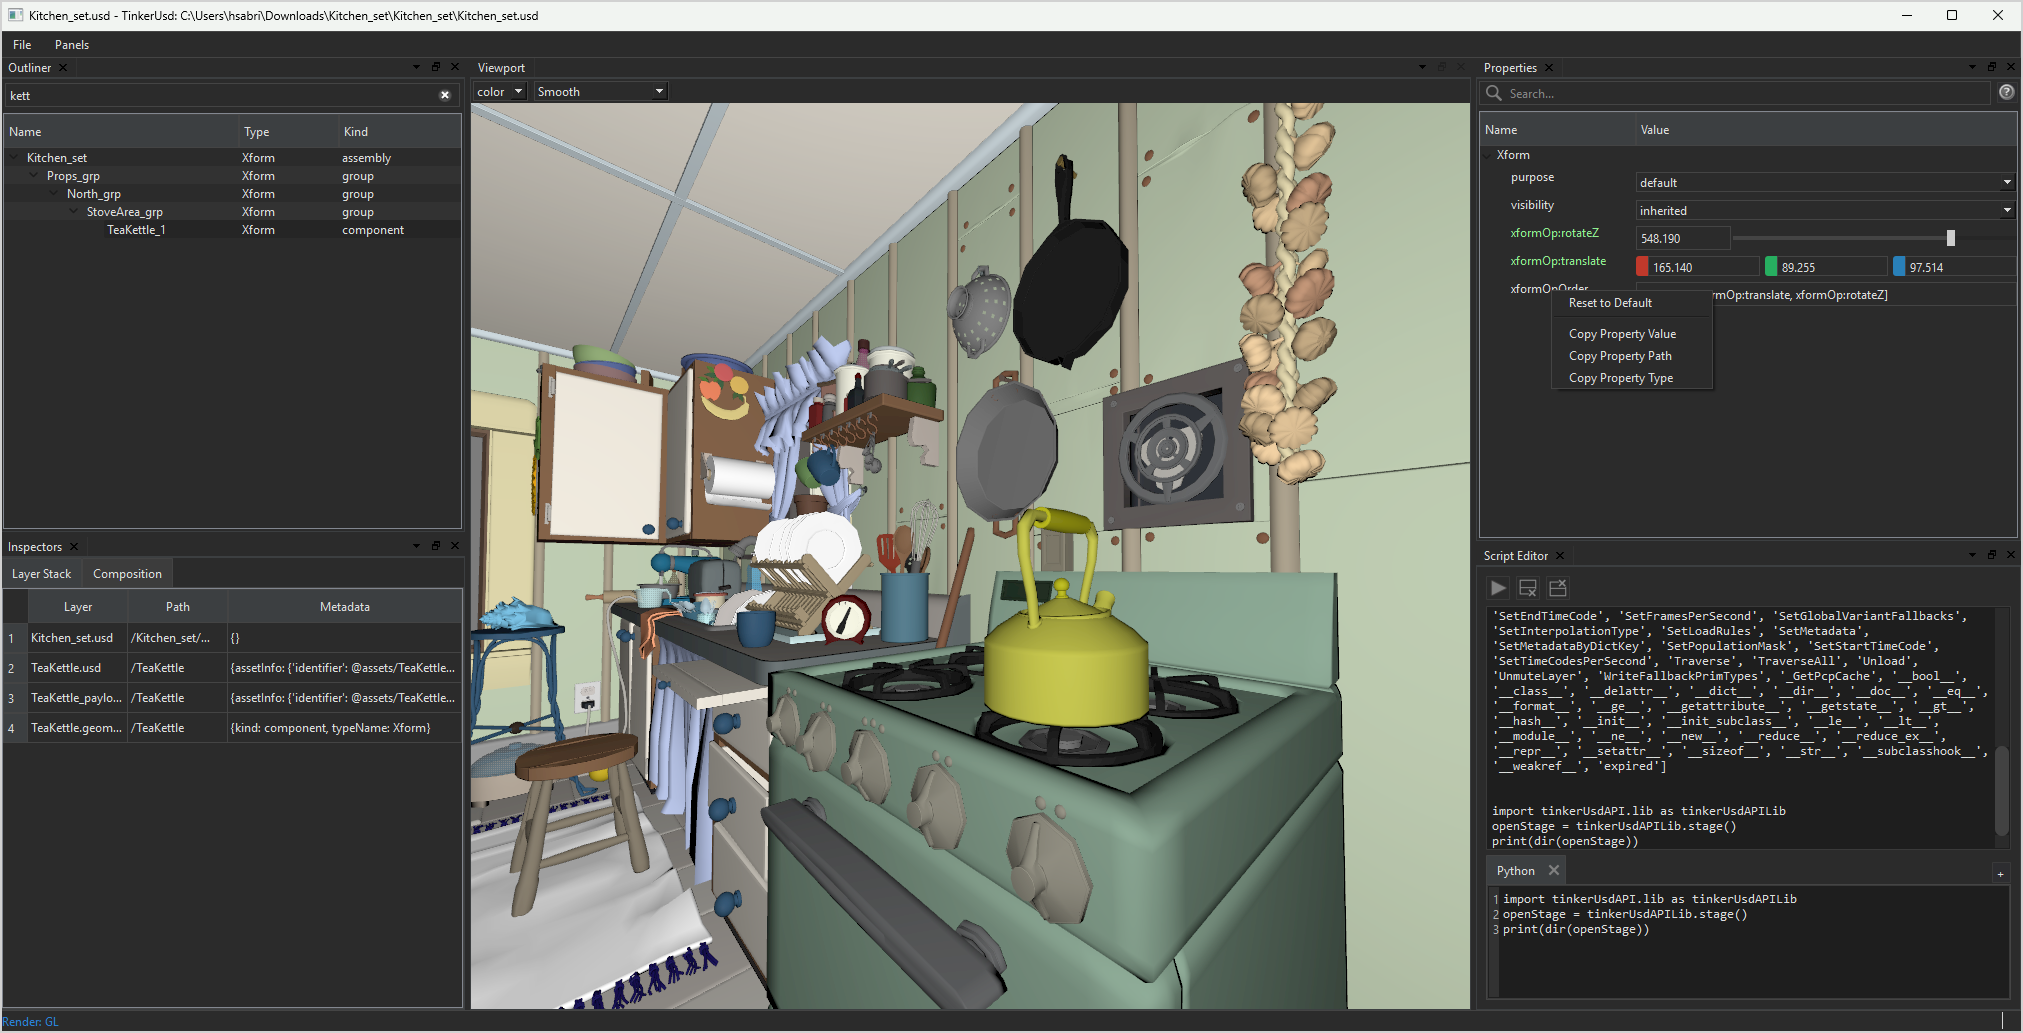 Kitchen_set.usd - TinkerUsd: C:\Users\hsabri\Downloads\Kitchen_set\Kitchen_set\Kitchen_set.usd
File Panels
Outliner
kett
Name Type Kind
Kitchen_set Xform assembly
Props_grp Xform group
North_grp Xform group
StoveArea_grp Xform group
TeaKettle_1 Xform component
Inspectors
Layer Stack Composition
Layer Path Metadata
1 Kitchen_set.usd /Kitchen_set/... {}
2 TeaKettle.usd /TeaKettle {assetInfo: {'identifier': @assets/TeaKettle...
3 TeaKettle_paylo... /TeaKettle {assetInfo: {'identifier': @assets/TeaKettle...
4 TeaKettle.geom... /TeaKettle {kind: component, typeName: Xform}
Render: GL
Viewport
color Smooth
Properties
Search...
Name Value
Xform
purpose default
visibility inherited
xformOp:rotateZ 548.190
xformOp:translate 165.140 89.255 97.514
xformOpOrder rmOp:translate, xformOp:rotateZ]
Reset to Default
Copy Property Value
Copy Property Path
Copy Property Type
Script Editor
'SetEndTimeCode', 'SetFramesPerSecond', 'SetGlobalVariantFallbacks',
'SetInterpolationType', 'SetLoadRules', 'SetMetadata',
'SetMetadataByDictKey', 'SetPopulationMask', 'SetStartTimeCode',
'SetTimeCodesPerSecond', 'Traverse', 'TraverseAll', 'Unload',
'UnmuteLayer', 'WriteFallbackPrimTypes', '_GetPcpCache', '__bool__',
'__class__', '__delattr__', '__dict__', '__dir__', '__doc__', '__eq__',
'__format__', '__ge__', '__getattribute__', '__getstate__', '__gt__',
'__hash__', '__init__', '__init_subclass__', '__le__', '__lt__',
'__module__', '__ne__', '__new__', '__reduce__', '__reduce_ex__',
'__repr__', '__setattr__', '__sizeof__', '__str__', '__subclasshook__',
'__weakref__', 'expired']
import tinkerUsdAPI.lib as tinkerUsdAPILib
openStage = tinkerUsdAPILib.stage()
print(dir(openStage))
Python
1 import tinkerUsdAPI.lib as tinkerUsdAPILib
2 openStage = tinkerUsdAPILib.stage()
3 print(dir(openStage))